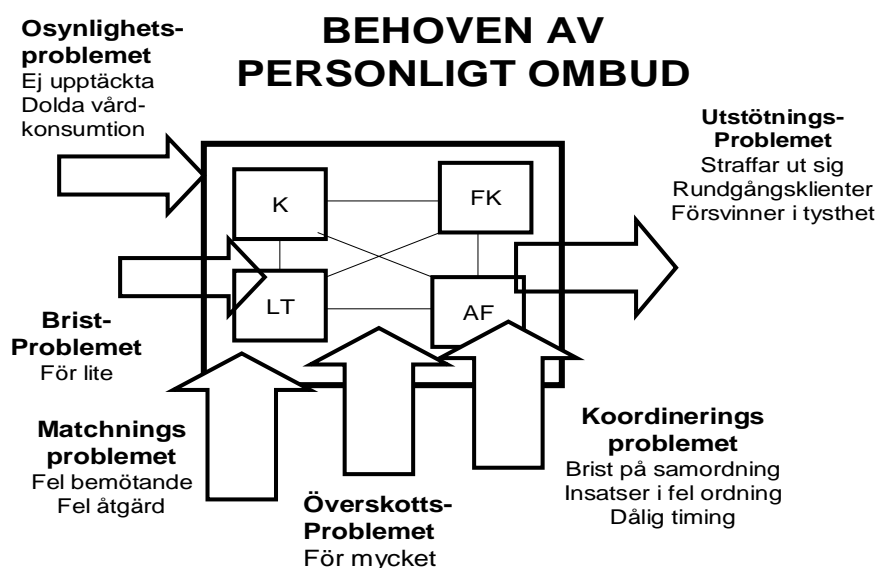 BEHOVEN AV
PERSONLIGT OMBUD
Osynlighets-
problemet
Ej upptäckta
Dolda vård-
konsumtion
Utstötnings-
Problemet
Straffar ut sig
Rundgångsklienter
Försvinner i tysthet
K
FK
LT
AF
Brist-
Problemet
För lite
Matchnings
problemet
Fel bemötande
Fel åtgärd
Överskotts-
Problemet
För mycket
Koordinerings
problemet
Brist på samordning
Insatser i fel ordning
Dålig timing